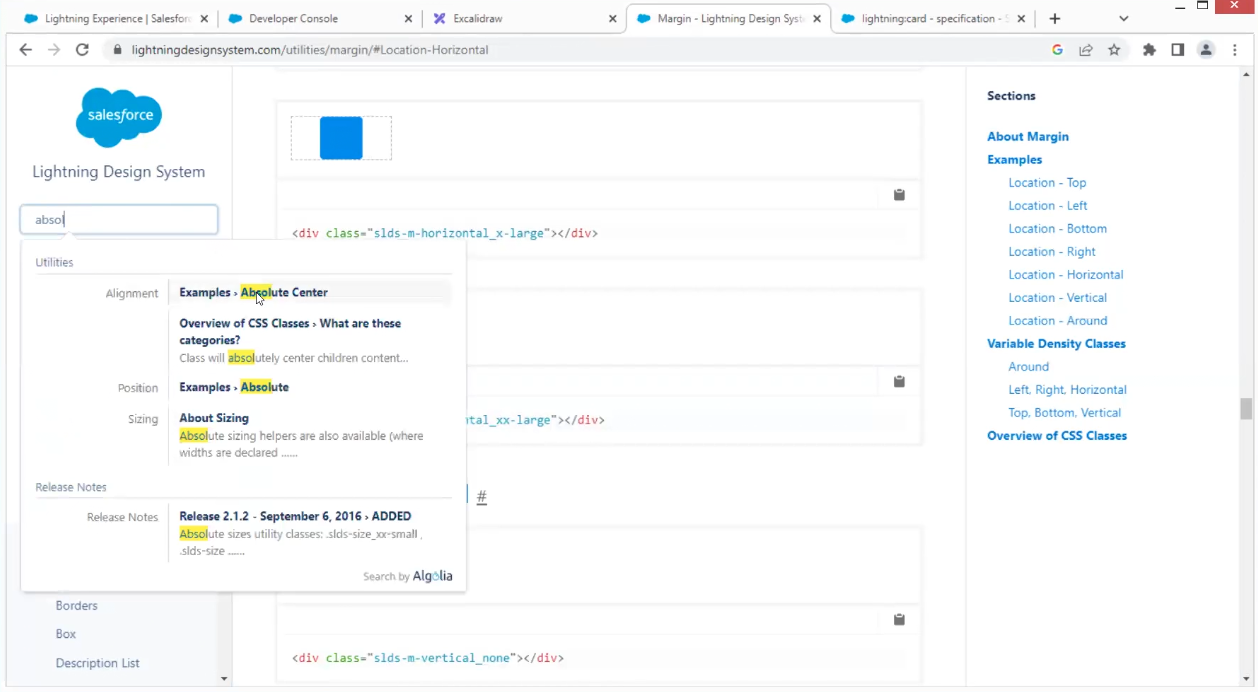 Lightning Experience | Salesforc
Developer Console
Excalidraw
Margin - Lightning Design Syst
lightning:card - specification - S
lightningdesignsystem.com/utilities/margin/#Location-Horizontal
salesforce
Lightning Design System
absol
Utilities
Alignment
Examples › Absolute Center
Overview of CSS Classes › What are these
categories?
Class will absolutely center children content...
Position
Examples › Absolute
Sizing
About Sizing
Absolute sizing helpers are also available (where
widths are declared ......
Release Notes
Release Notes
Release 2.1.2 - September 6, 2016 › ADDED
Absolute sizes utility classes: .slds-size_xx-small ,
.slds-size ......
Search by Algolia
Borders
Box
Description List
<div class="slds-m-horizontal_x-large"></div>
tal_xx-large"></div>
#
<div class="slds-m-vertical_none"></div>
Sections
About Margin
Examples
Location - Top
Location - Left
Location - Bottom
Location - Right
Location - Horizontal
Location - Vertical
Location - Around
Variable Density Classes
Around
Left, Right, Horizontal
Top, Bottom, Vertical
Overview of CSS Classes